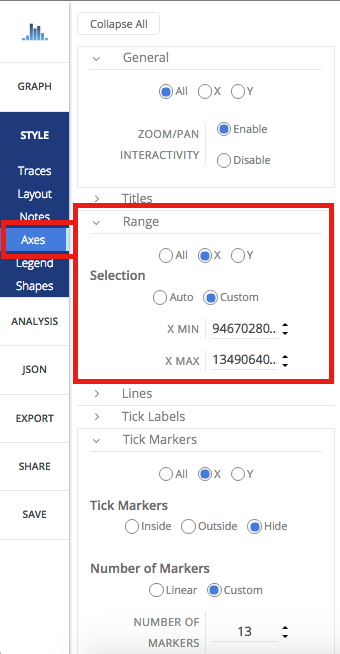 Collapse All
GRAPH
STYLE
Traces
Layout
Notes
Axes
Legend
Shapes
ANALYSIS
JSON
EXPORT
SHARE
SAVE
General
All X Y
ZOOM/PAN
INTERACTIVITY
Enable
Disable
Titles
Range
All X Y
Selection
Auto Custom
X MIN 94670280...
X MAX 13490640...
Lines
Tick Labels
Tick Markers
All X Y
Tick Markers
Inside Outside Hide
Number of Markers
Linear Custom
NUMBER OF
MARKERS
13